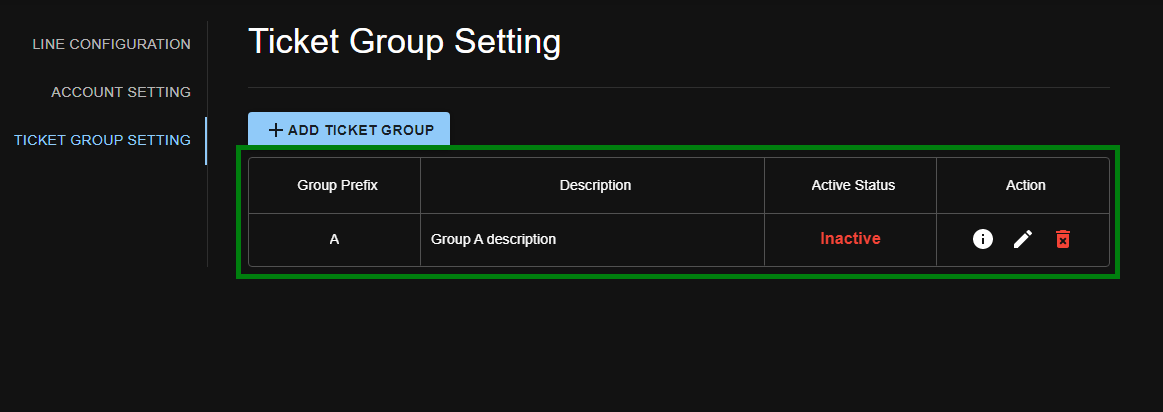 LINE CONFIGURATION
ACCOUNT SETTING
TICKET GROUP SETTING
Ticket Group Setting
ADD TICKET GROUP
Group Prefix Description Active Status Action
A Group A description Inactive